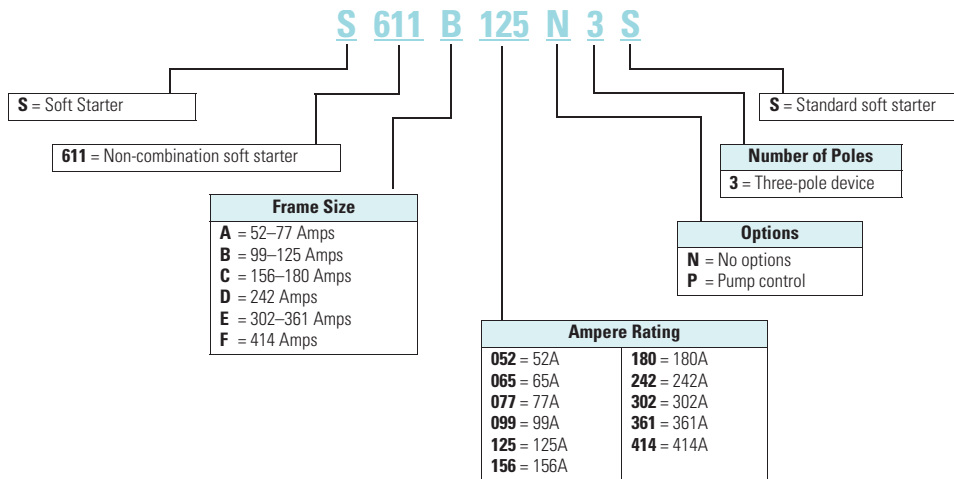 S 611 B 125 N 3 S
S = Soft Starter
S = Standard soft starter
611 = Non-combination soft starter
Number of Poles
3 = Three-pole device
Frame Size
A = 52–77 Amps
B = 99–125 Amps
C = 156–180 Amps
D = 242 Amps
E = 302–361 Amps
F = 414 Amps
Options
N = No options
P = Pump control
Ampere Rating
052 = 52A
065 = 65A
077 = 77A
099 = 99A
125 = 125A
156 = 156A
180 = 180A
242 = 242A
302 = 302A
361 = 361A
414 = 414A